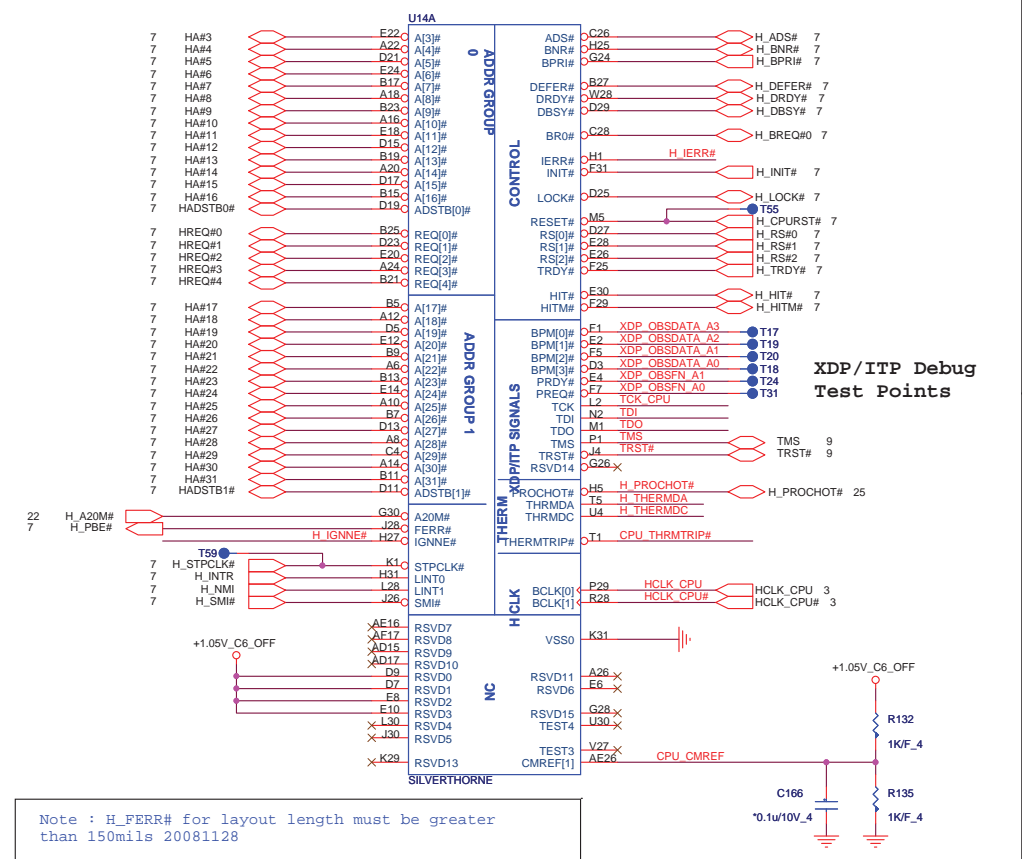 U14A
7 HA#3 E22 A[3]# ADS# C26 H_ADS# 7
7 HA#4 A22 A[4]# BNR# H25 H_BNR# 7
7 HA#5 D21 A[5]# BPRI# G24 H_BPRI# 7
7 HA#6 E24 A[6]#
7 HA#7 B17 A[7]# DEFER# B27 H_DEFER# 7
7 HA#8 A18 A[8]# DRDY# W28 H_DRDY# 7
7 HA#9 B23 A[9]# DBSY# D29 H_DBSY# 7
7 HA#10 A16 A[10]#
7 HA#11 E18 A[11]# BR0# C28 H_BREQ#0 7
7 HA#12 D15 A[12]#
7 HA#13 B19 A[13]# IERR# H1 H_IERR#
7 HA#14 A20 A[14]# INIT# F31 H_INIT# 7
7 HA#15 D17 A[15]#
7 HA#16 B15 A[16]# LOCK# D25 H_LOCK# 7
7 HADSTB0# D19 ADSTB[0]# T55
RESET# M5 H_CPURST# 7
7 HREQ#0 B25 REQ[0]# RS[0]# D27 H_RS#0 7
7 HREQ#1 D23 REQ[1]# RS[1]# E28 H_RS#1 7
7 HREQ#2 E20 REQ[2]# RS[2]# E26 H_RS#2 7
7 HREQ#3 A24 REQ[3]# TRDY# F25 H_TRDY# 7
7 HREQ#4 B21 REQ[4]#
HIT# E30 H_HIT# 7
7 HA#17 B5 A[17]# HITM# F29 H_HITM# 7
7 HA#18 A12 A[18]#
7 HA#19 D5 A[19]# BPM[0]# F1 XDP_OBSDATA_A3 T17
7 HA#20 E12 A[20]# BPM[1]# E2 XDP_OBSDATA_A2 T19
7 HA#21 B9 A[21]# BPM[2]# F5 XDP_OBSDATA_A1 T20
7 HA#22 A6 A[22]# BPM[3]# D3 XDP_OBSDATA_A0 T18
7 HA#23 B13 A[23]# PRDY# E4 XDP_OBSFN_A1 T24
7 HA#24 E14 A[24]# PREQ# F7 XDP_OBSFN_A0 T31
7 HA#25 A10 A[25]# TCK L2 TCK_CPU
7 HA#26 B7 A[26]# TDI N2 TDI
7 HA#27 D13 A[27]# TDO M1 TDO
7 HA#28 A8 A[28]# TMS P1 TMS TMS 9
7 HA#29 C4 A[29]# TRST# J4 TRST# TRST# 9
7 HA#30 A14 A[30]# RSVD14 G26
7 HA#31 B11 A[31]#
7 HADSTB1# D11 ADSTB[1]# PROCHOT# H5 H_PROCHOT# H_PROCHOT# 25
THRMDA T5 H_THERMDA
22 H_A20M# G30 A20M# THRMDC U4 H_THERMDC
7 H_PBE# J28 FERR#
H_IGNNE# H27 IGNNE# THERMTRIP# T1 CPU_THRMTRIP#
T59
7 H_STPCLK# K1 STPCLK#
7 H_INTR H31 LINT0
7 H_NMI L28 LINT1 BCLK[0] P29 HCLK_CPU HCLK_CPU 3
7 H_SMI# J26 SMI# BCLK[1] R28 HCLK_CPU# HCLK_CPU# 3
AE16 RSVD7
AF17 RSVD8 VSS0 K31
AD15 RSVD9
AD17 RSVD10
D9 RSVD0 RSVD11 A26
D7 RSVD1 RSVD6 E6
E8 RSVD2
E10 RSVD3 RSVD15 G28
L30 RSVD4 TEST4 U30
J30 RSVD5
TEST3 V27
K29 RSVD13 CMREF[1] AE26 CPU_CMREF
SILVERTHORNE
ADDR GROUP
0
ADDR GROUP 1
CONTROL
XDP/ITP SIGNALS
THERM
H CLK
NC
XDP/ITP Debug
Test Points
+1.05V_C6_OFF
+1.05V_C6_OFF
R132
1K/F_4
C166
*0.1u/10V_4
R135
1K/F_4
Note : H_FERR# for layout length must be greater
than 150mils 20081128